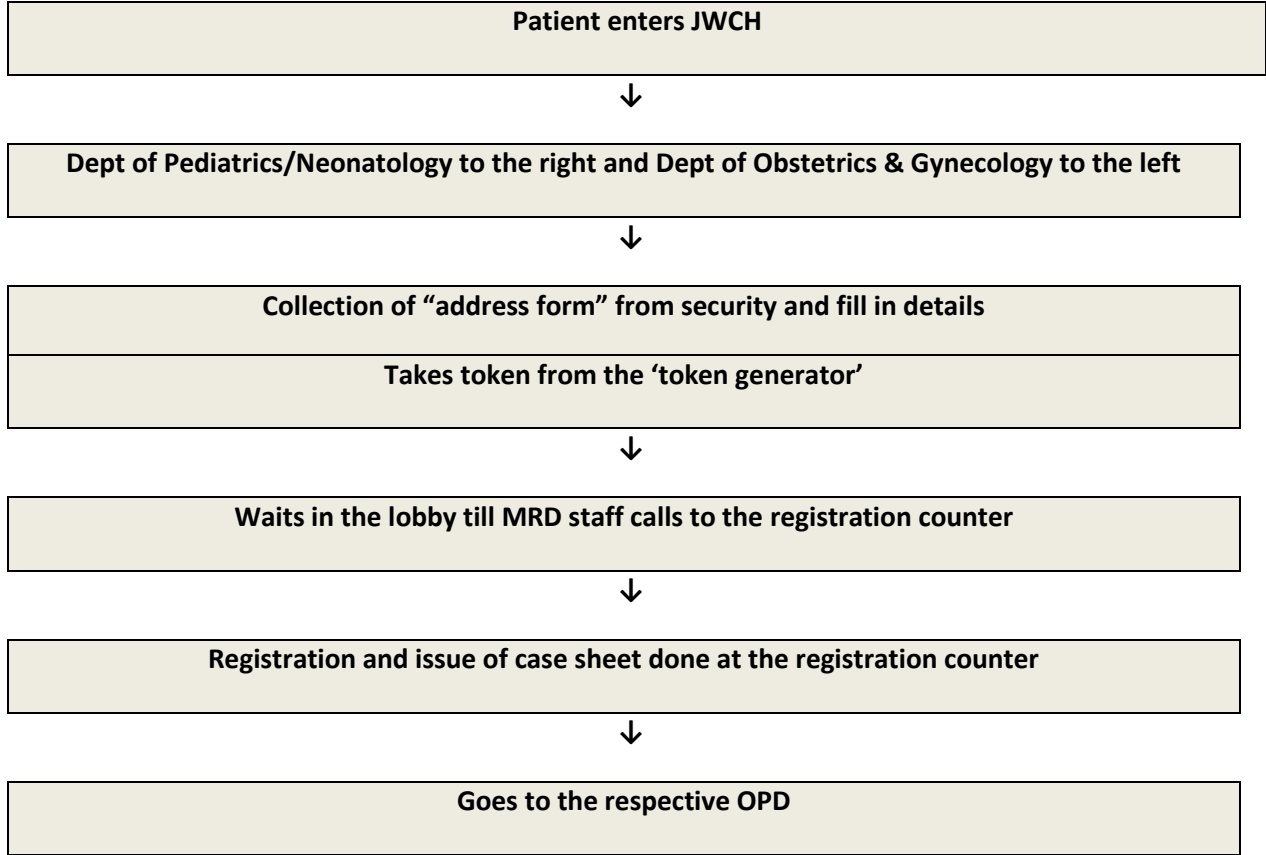 Patient enters JWCH
↓
Dept of Pediatrics/Neonatology to the right and Dept of Obstetrics & Gynecology to the left
↓
Collection of “address form” from security and fill in details
Takes token from the ‘token generator’
↓
Waits in the lobby till MRD staff calls to the registration counter
↓
Registration and issue of case sheet done at the registration counter
↓
Goes to the respective OPD